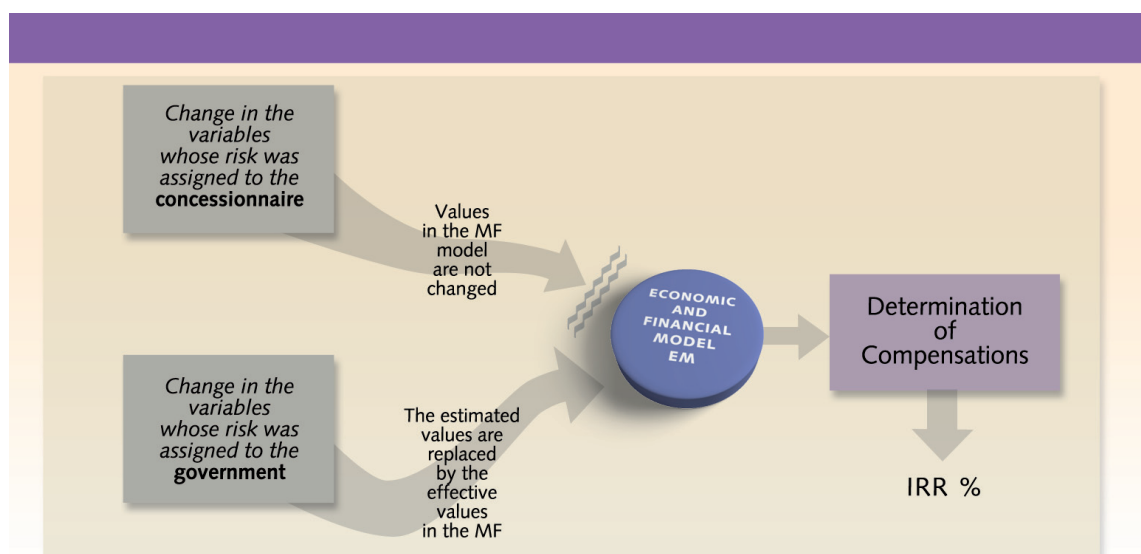 Change in the
variables
whose risk was
assigned to the
concessionnaire
Values
in the MF
model
are not
changed
ECONOMIC
AND
FINANCIAL
MODEL
EM
Determination
of
Compensations
IRR %
Change in the
variables
whose risk was
assigned to the
government
The estimated
values are
replaced
by the
effective
values
in the MF